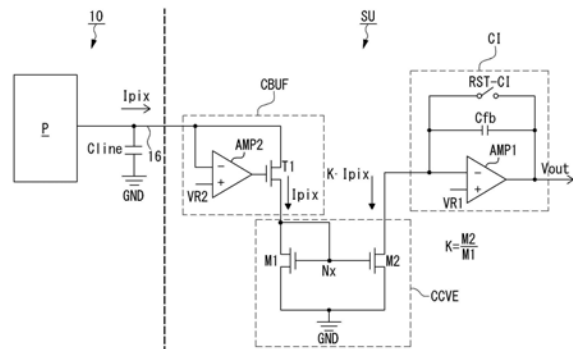 10
SU
CI
RST-CI
Ipix
CBUF
Cfb
P
AMP2
AMP1
Vout
Cline
16
T1
K·Ipix
VR2
Ipix
VR1
GND
M1
Nx
M2
K=M2/M1
CCVE
GND